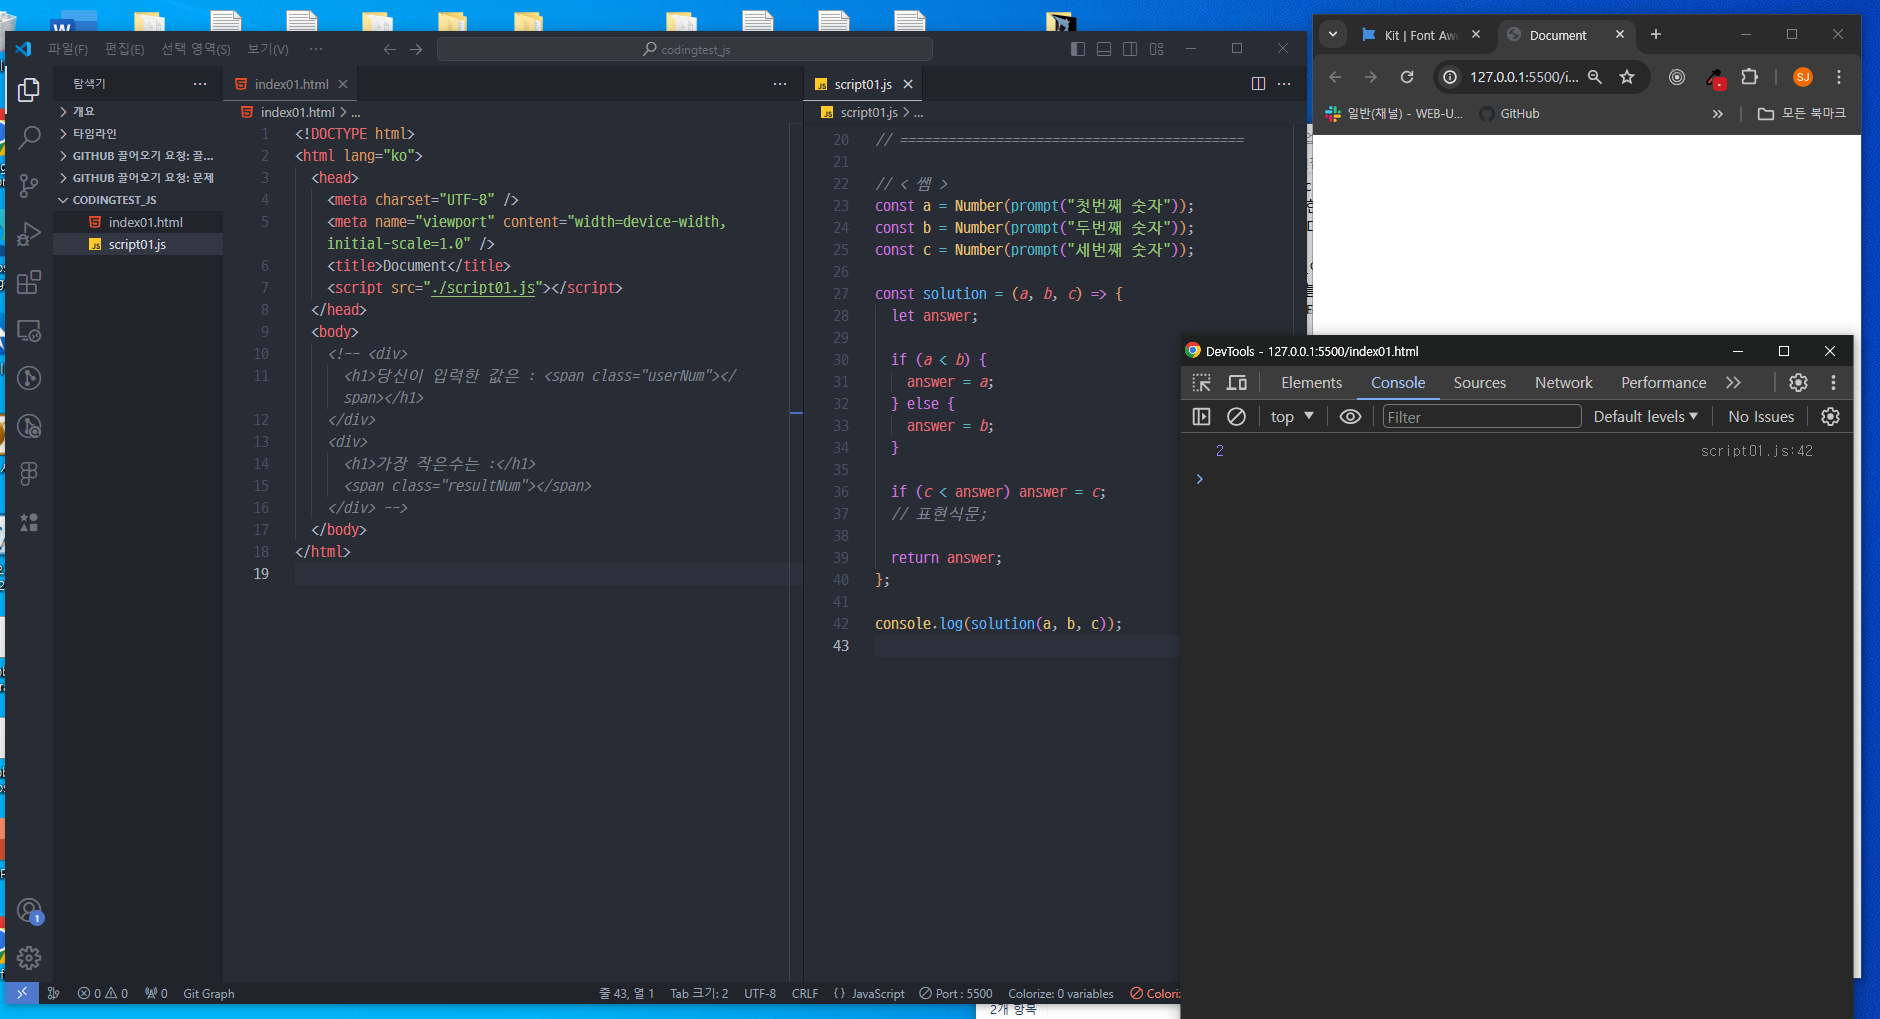 파일(F) 편집(E) 선택 영역(S) 보기(V) ··· codingtest_js
탐색기 ···
개요
타임라인
GITHUB 끌어오기 요청: 끌...
GITHUB 끌어오기 요청: 문제
CODINGTEST_JS
index01.html
script01.js
1
Git Graph
0 0 0
index01.html
index01.html > ...
1 <!DOCTYPE html>
2 <html lang="ko">
3 <head>
4 <meta charset="UTF-8" />
5 <meta name="viewport" content="width=device-width,
initial-scale=1.0" />
6 <title>Document</title>
7 <script src="./script01.js"></script>
8 </head>
9 <body>
10 <!-- <div>
11 <h1>당신이 입력한 값은 : <span class="userNum"></
span></h1>
12 </div>
13 <div>
14 <h1>가장 작은수는 :</h1>
15 <span class="resultNum"></span>
16 </div> -->
17 </body>
18 </html>
19
script01.js
script01.js > ...
20 // ===========================================
21
22 // < 쌤 >
23 const a = Number(prompt("첫번째 숫자"));
24 const b = Number(prompt("두번째 숫자"));
25 const c = Number(prompt("세번째 숫자"));
26
27 const solution = (a, b, c) => {
28 let answer;
29
30 if (a < b) {
31 answer = a;
32 } else {
33 answer = b;
34 }
35
36 if (c < answer) answer = c;
37 // 표현식문;
38
39 return answer;
40 };
41
42 console.log(solution(a, b, c));
43
줄 43, 열 1 Tab 크기: 2 UTF-8 CRLF {} JavaScript Port : 5500 Colorize: 0 variables Coloriz
2개 항목
Kit | Font Aw Document
127.0.0.1:5500/i...
SJ
일반(채널) - WEB-U... GitHub » 모든 북마크
DevTools - 127.0.0.1:5500/index01.html
Elements Console Sources Network Performance »
top Filter Default levels No Issues
2 script01.js:42
>